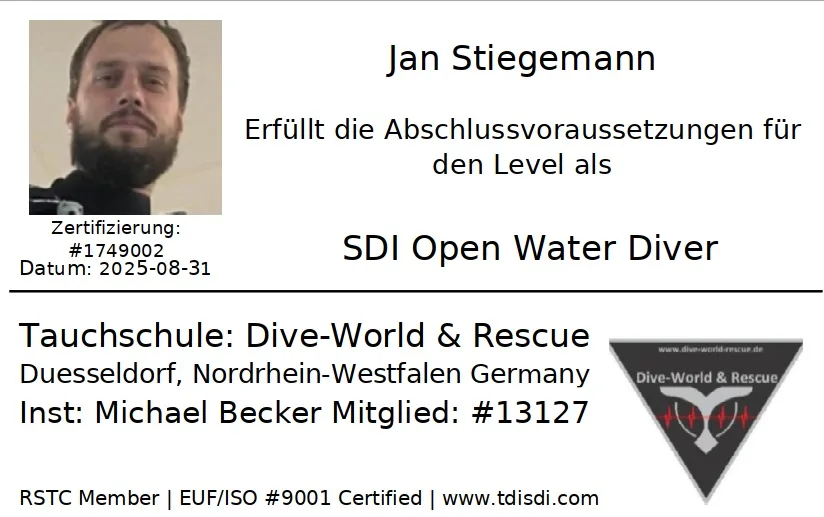 Jan Stiegemann
Erfüllt die Abschlussvoraussetzungen für
den Level als
SDI Open Water Diver
Zertifizierung:
#1749002
Datum: 2025-08-31
Tauchschule: Dive-World & Rescue
Duesseldorf, Nordrhein-Westfalen Germany
Inst: Michael Becker Mitglied: #13127
www.dive-world-rescue.de
Dive-World & Rescue
RSTC Member | EUF/ISO #9001 Certified | www.tdisdi.com